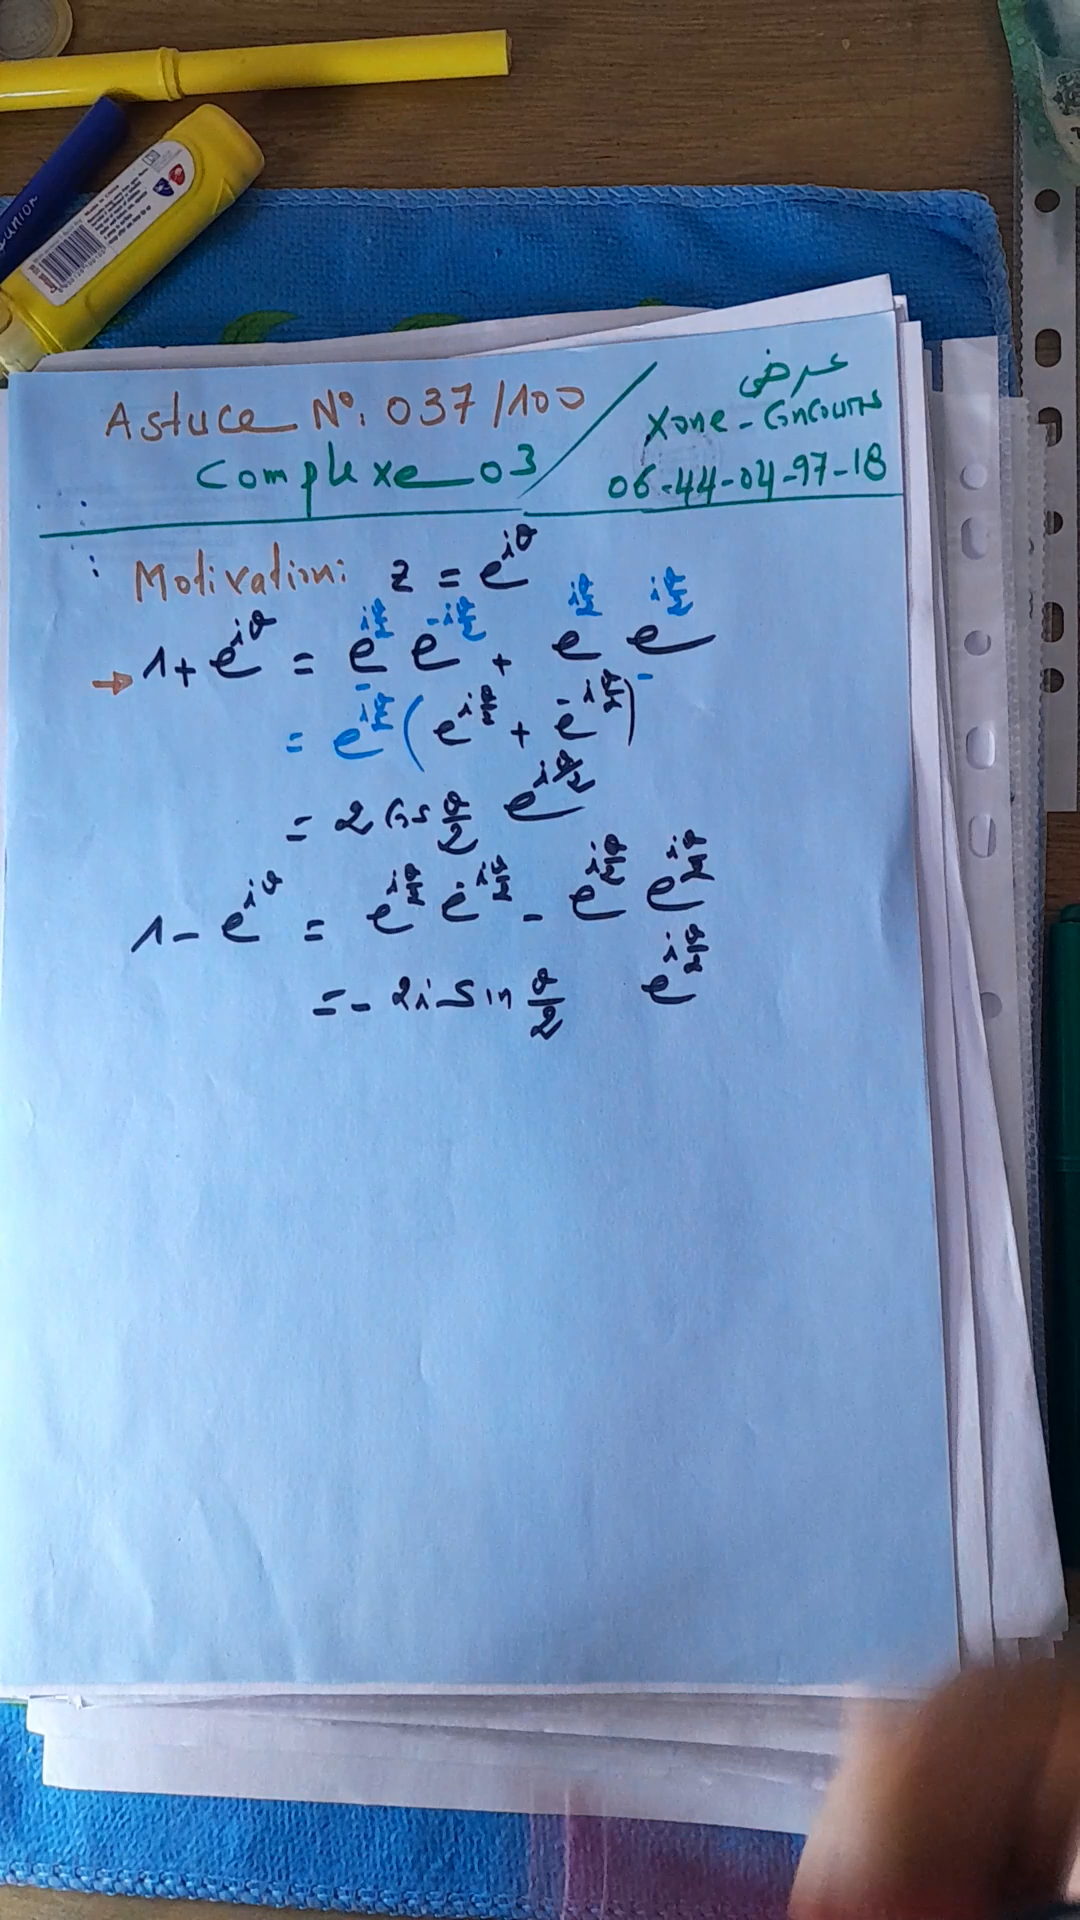 unior
Astuce N°: 037/100
Complexe_03
عرضي
Xone-Concours
06-44-04-97-18
Motivation: z = e^{iθ}
→ 1 + e^{iθ} = e^{iθ/2} e^{-iθ/2} + e^{iθ/2} e^{iθ/2}
= e^{iθ/2} ( e^{iθ/2} + e^{-iθ/2} )
= 2 cos θ/2 e^{iθ/2}
1 - e^{iθ} = e^{iθ/2} e^{-iθ/2} - e^{iθ/2} e^{iθ/2}
= - 2i sin θ/2 e^{iθ/2}